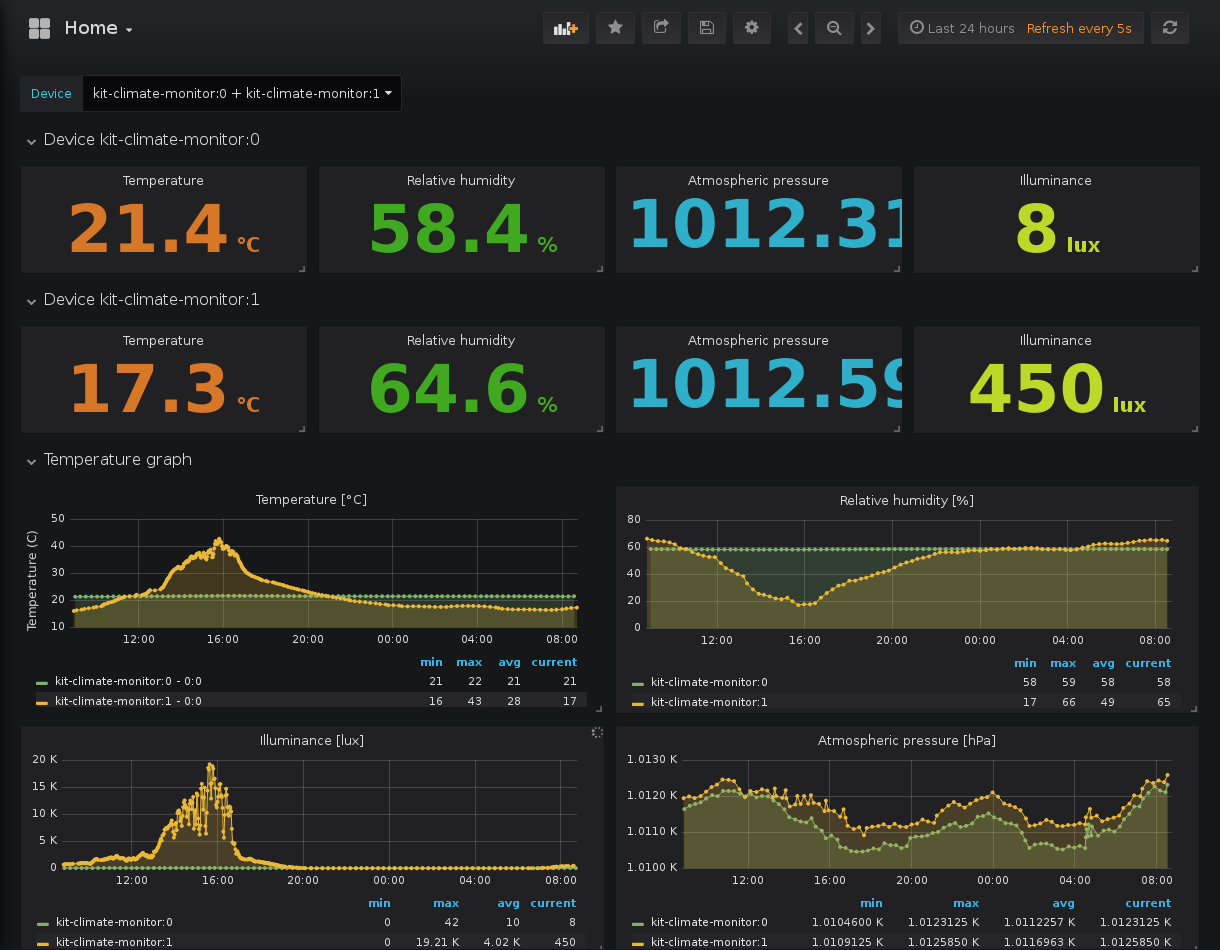 Home
Last 24 hours Refresh every 5s
Device kit-climate-monitor:0 + kit-climate-monitor:1
Device kit-climate-monitor:0
Temperature Relative humidity Atmospheric pressure Illuminance
21.4 °C 58.4 % 1012.31 8 lux
Device kit-climate-monitor:1
Temperature Relative humidity Atmospheric pressure Illuminance
17.3 °C 64.6 % 1012.59 450 lux
Temperature graph
Temperature [°C]
Temperature (C)
50
40
30
20
10
12:00 16:00 20:00 00:00 04:00 08:00
min max avg current
kit-climate-monitor:0 - 0:0 21 22 21 21
kit-climate-monitor:1 - 0:0 16 43 28 17
Relative humidity [%]
80
60
40
20
0
12:00 16:00 20:00 00:00 04:00 08:00
min max avg current
kit-climate-monitor:0 58 59 58 58
kit-climate-monitor:1 17 66 49 65
Illuminance [lux]
20 K
15 K
10 K
5 K
0
12:00 16:00 20:00 00:00 04:00 08:00
min max avg current
kit-climate-monitor:0 0 42 10 8
kit-climate-monitor:1 0 19.21 K 4.02 K 450
Atmospheric pressure [hPa]
1.0130 K
1.0120 K
1.0110 K
1.0100 K
12:00 16:00 20:00 00:00 04:00 08:00
min max avg current
kit-climate-monitor:0 1.0104600 K 1.0123125 K 1.0112257 K 1.0123125 K
kit-climate-monitor:1 1.0109125 K 1.0125850 K 1.0116963 K 1.0125850 K